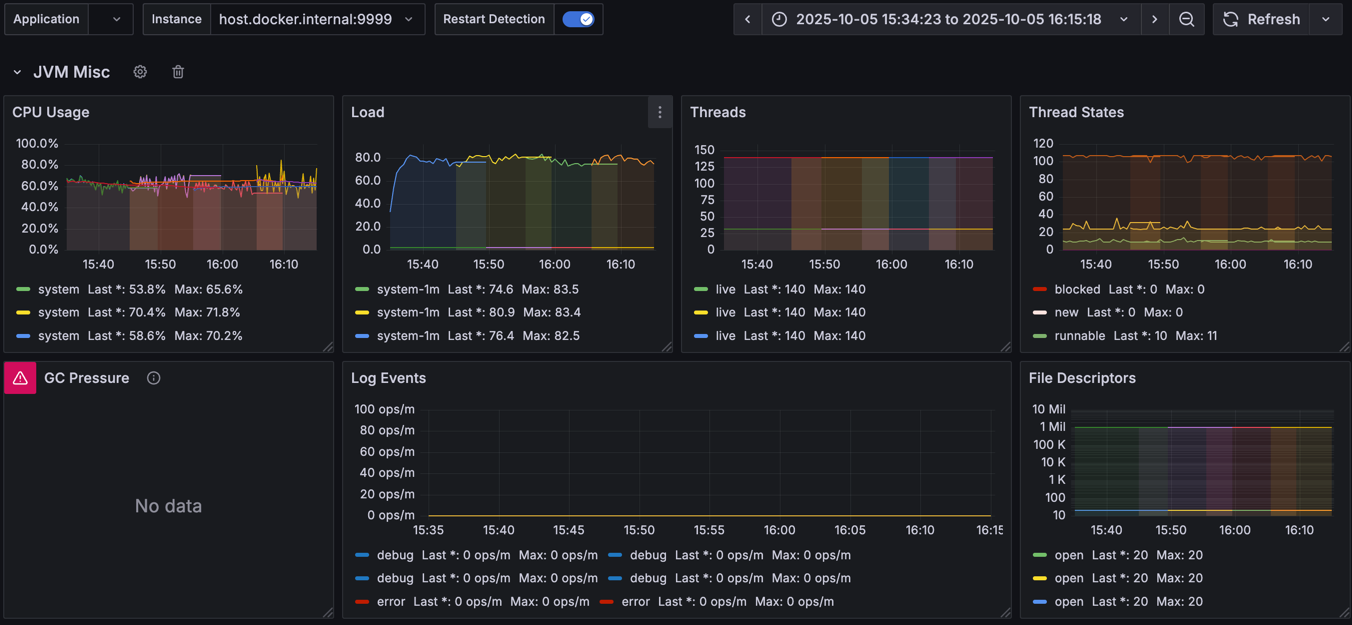 Application
Instance host.docker.internal:9999
Restart Detection
2025-10-05 15:34:23 to 2025-10-05 16:15:18
Refresh
JVM Misc
CPU Usage
100.0%
80.0%
60.0%
40.0%
20.0%
0.0%
15:40 15:50 16:00 16:10
system Last *: 53.8% Max: 65.6%
system Last *: 70.4% Max: 71.8%
system Last *: 58.6% Max: 70.2%
Load
80.0
60.0
40.0
20.0
0.0
15:40 15:50 16:00 16:10
system-1m Last *: 74.6 Max: 83.5
system-1m Last *: 80.9 Max: 83.4
system-1m Last *: 76.4 Max: 82.5
Threads
150
125
100
75
50
25
0
15:40 15:50 16:00 16:10
live Last *: 140 Max: 140
live Last *: 140 Max: 140
live Last *: 140 Max: 140
Thread States
120
100
80
60
40
20
0
15:40 15:50 16:00 16:10
blocked Last *: 0 Max: 0
new Last *: 0 Max: 0
runnable Last *: 10 Max: 11
GC Pressure
No data
Log Events
100 ops/m
80 ops/m
60 ops/m
40 ops/m
20 ops/m
0 ops/m
15:35 15:40 15:45 15:50 15:55 16:00 16:05 16:10 16:15
debug Last *: 0 ops/m Max: 0 ops/m debug Last *: 0 ops/m Max: 0 ops/m
debug Last *: 0 ops/m Max: 0 ops/m debug Last *: 0 ops/m Max: 0 ops/m
error Last *: 0 ops/m Max: 0 ops/m error Last *: 0 ops/m Max: 0 ops/m
File Descriptors
10 Mil
1 Mil
100 K
10 K
1 K
100
10
15:40 15:50 16:00 16:10
open Last *: 20 Max: 20
open Last *: 20 Max: 20
open Last *: 20 Max: 20